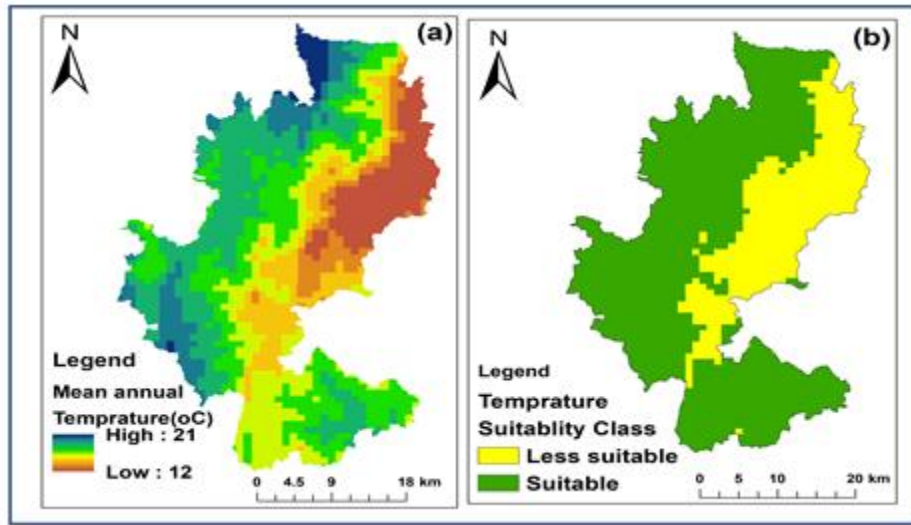 N
(a)
Legend
Mean annual
Temprature(oC)
High : 21
Low : 12
0 4.5 9 18 km
N
(b)
Legend
Temprature
Suitablity Class
Less suitable
Suitable
0 5 10 20 km